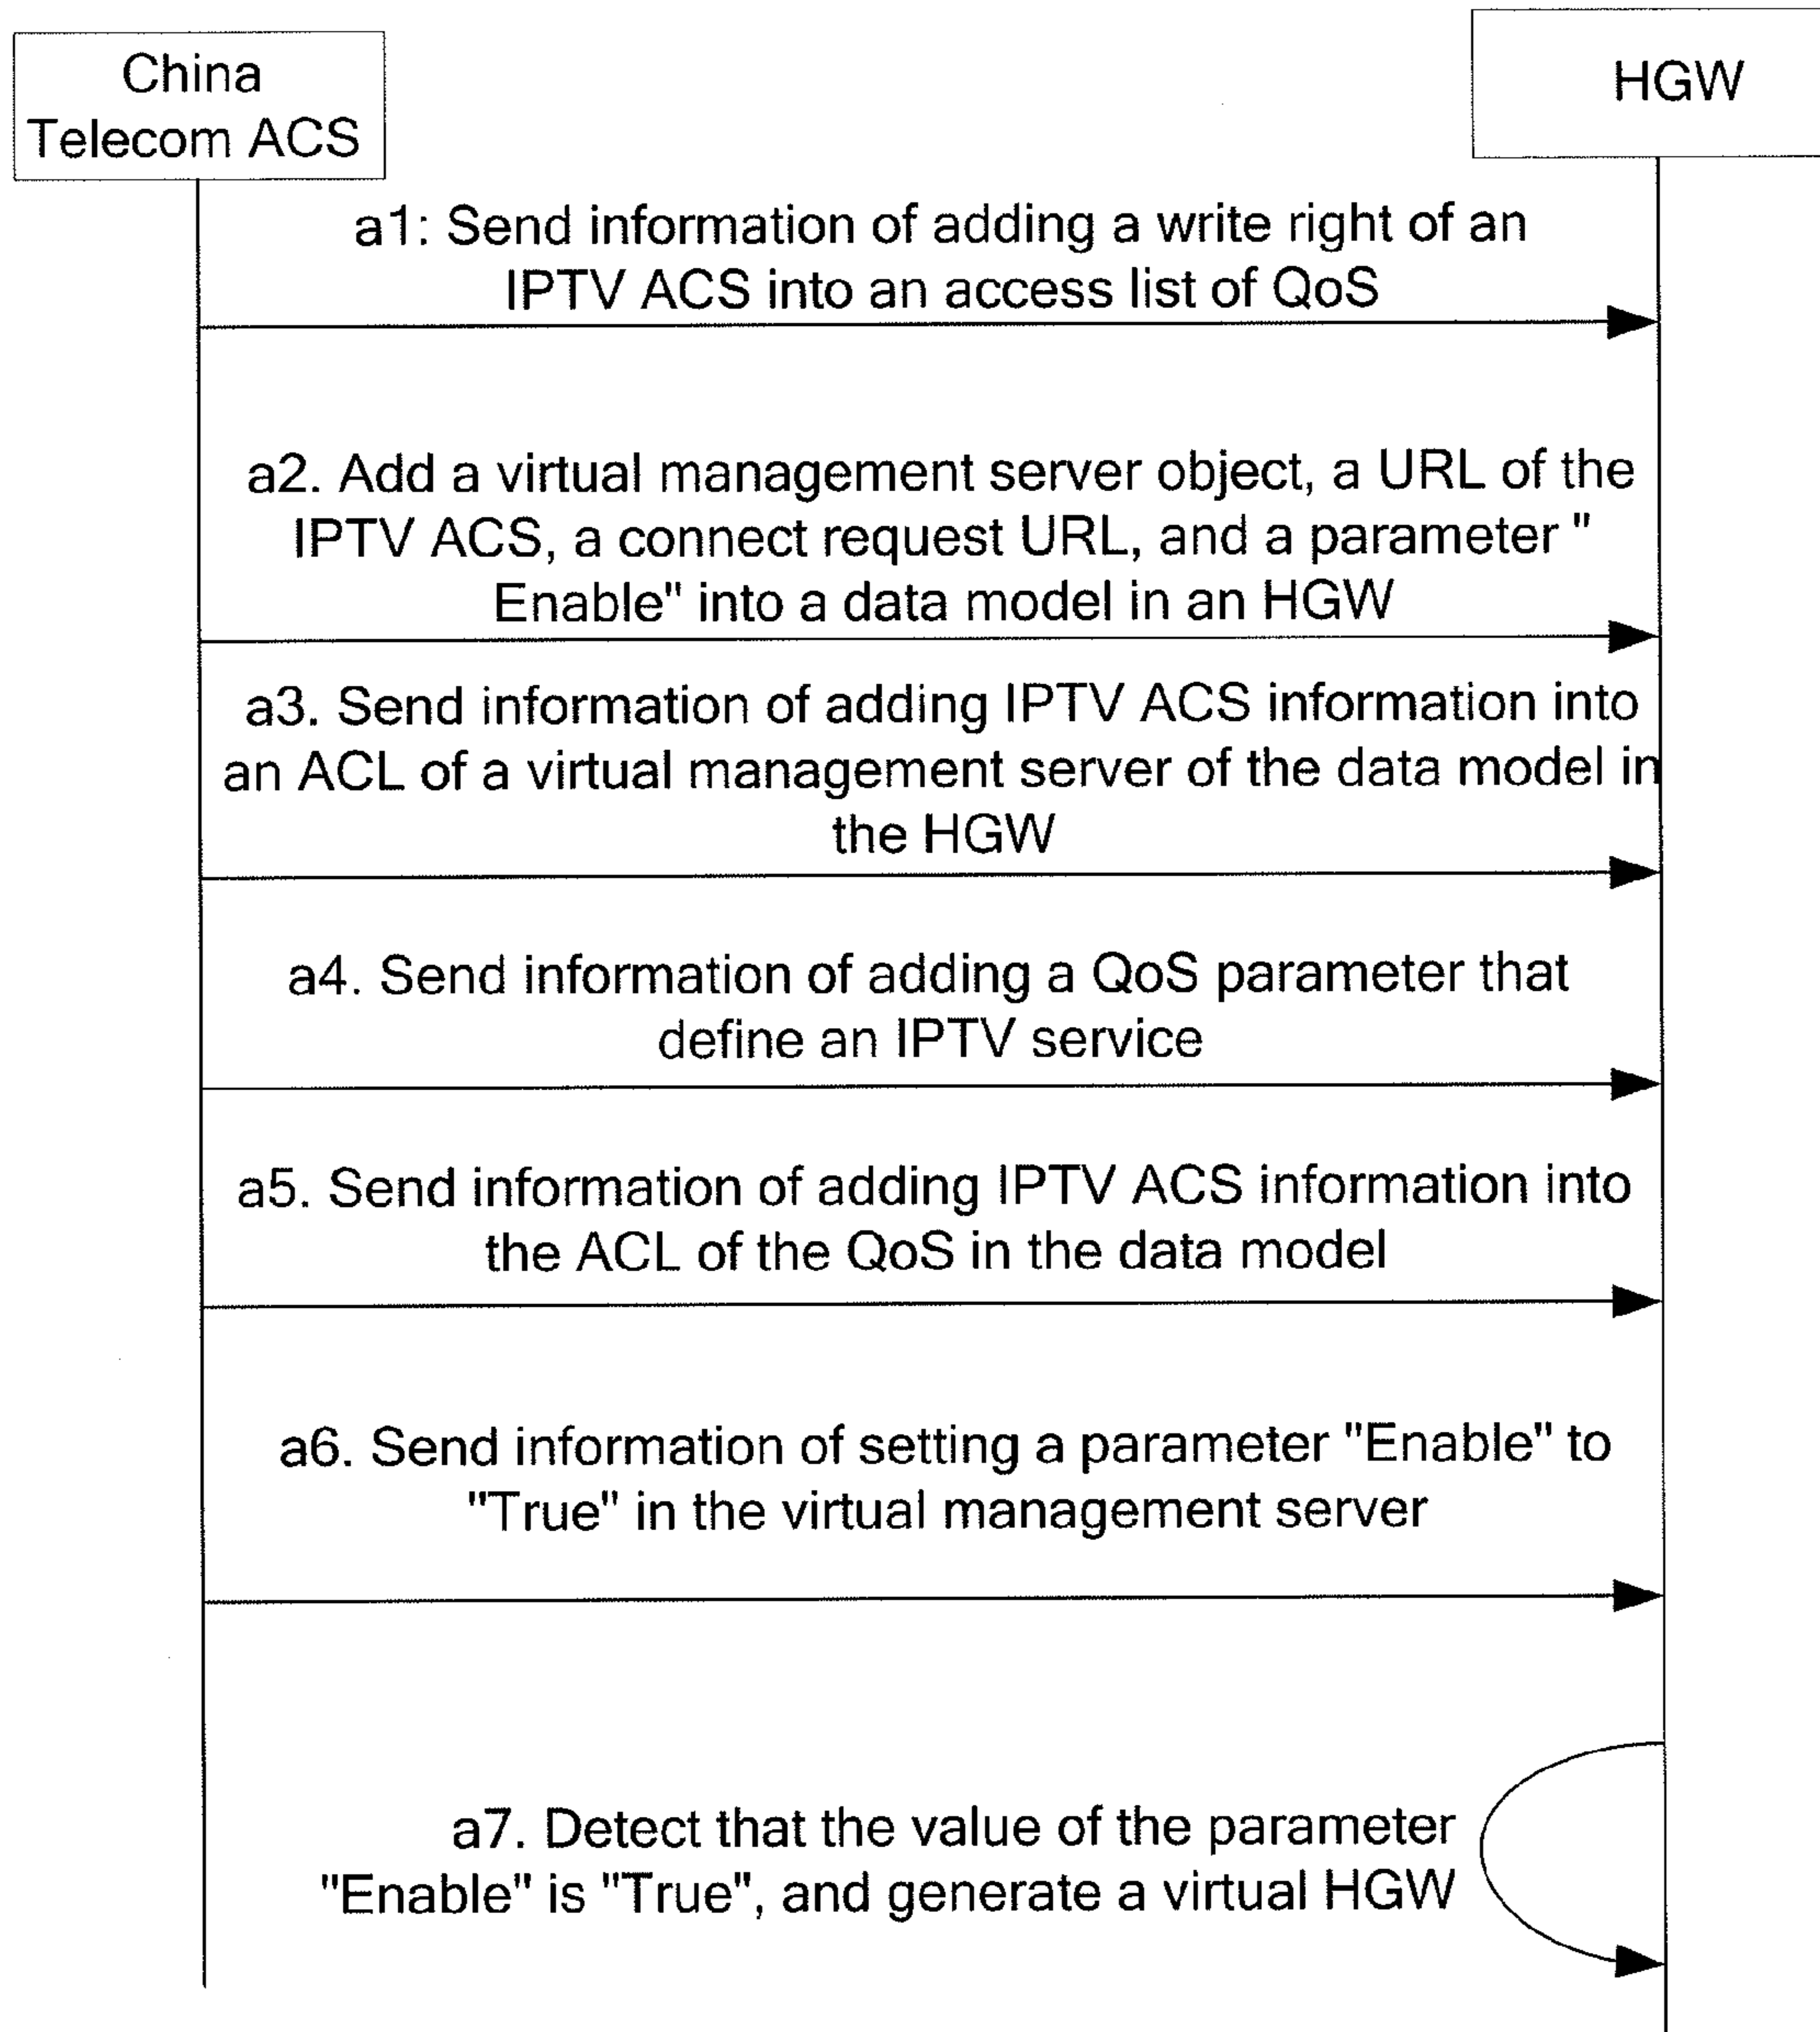 China
Telecom ACS
HGW
a1: Send information of adding a write right of an
IPTV ACS into an access list of QoS
a2. Add a virtual management server object, a URL of the
IPTV ACS, a connect request URL, and a parameter "
Enable" into a data model in an HGW
a3. Send information of adding IPTV ACS information into
an ACL of a virtual management server of the data model in
the HGW
a4. Send information of adding a QoS parameter that
define an IPTV service
a5. Send information of adding IPTV ACS information into
the ACL of the QoS in the data model
a6. Send information of setting a parameter "Enable" to
"True" in the virtual management server
a7. Detect that the value of the parameter
"Enable" is "True", and generate a virtual HGW